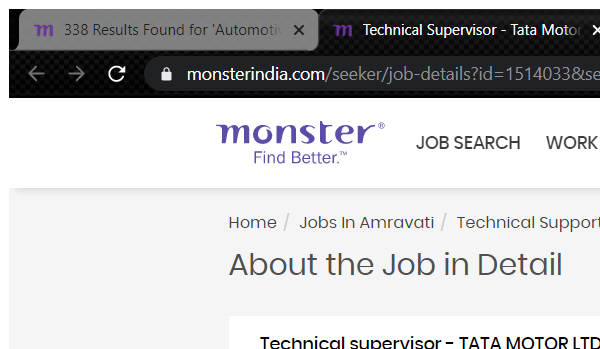 338 Results Found for 'Automotiv
Technical Supervisor - Tata Motor
monsterindia.com/seeker/job-details?id=1514033&se
monster®
Find Better.™
JOB SEARCH WORK
Home / Jobs In Amravati / Technical Support
About the Job in Detail
Technical supervisor - TATA MOTOR LTD